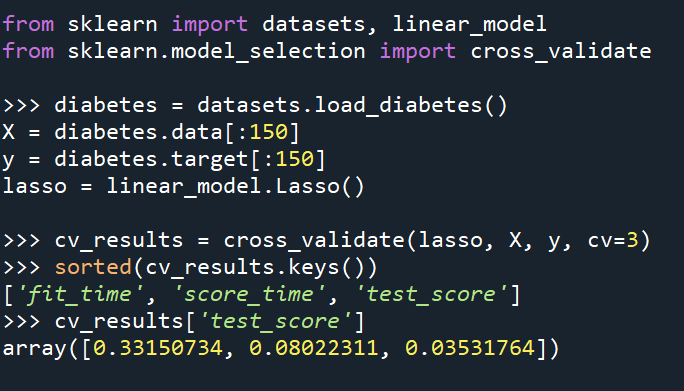 from sklearn import datasets, linear_model
from sklearn.model_selection import cross_validate
>>> diabetes = datasets.load_diabetes()
X = diabetes.data[:150]
y = diabetes.target[:150]
lasso = linear_model.Lasso()
>>> cv_results = cross_validate(lasso, X, y, cv=3)
>>> sorted(cv_results.keys())
['fit_time', 'score_time', 'test_score']
>>> cv_results['test_score']
array([0.33150734, 0.08022311, 0.03531764])